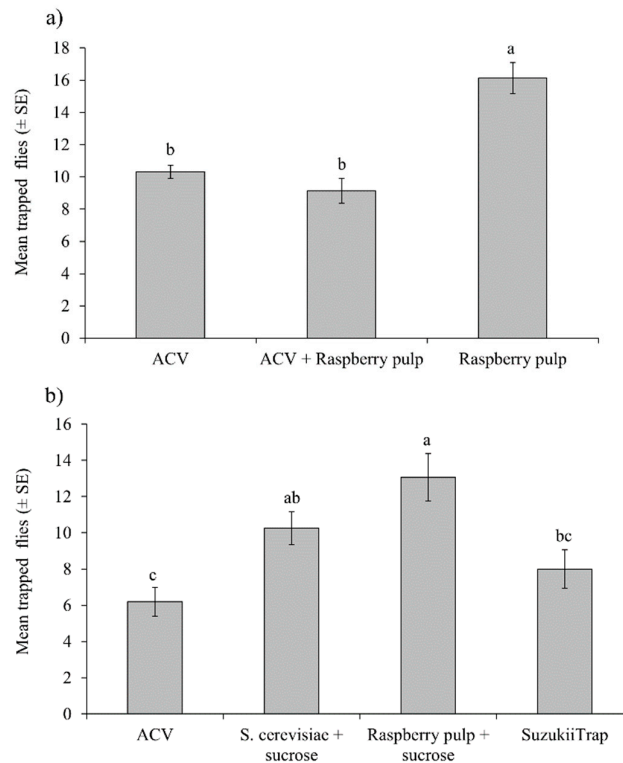 a)
Mean trapped flies (± SE)
18
16
14
12
10
8
6
4
2
0
b
b
a
ACV
ACV + Raspberry pulp
Raspberry pulp
b)
Mean trapped flies (± SE)
16
14
12
10
8
6
4
2
0
c
ab
a
bc
ACV
S. cerevisiae +
sucrose
Raspberry pulp +
sucrose
SuzukiiTrap